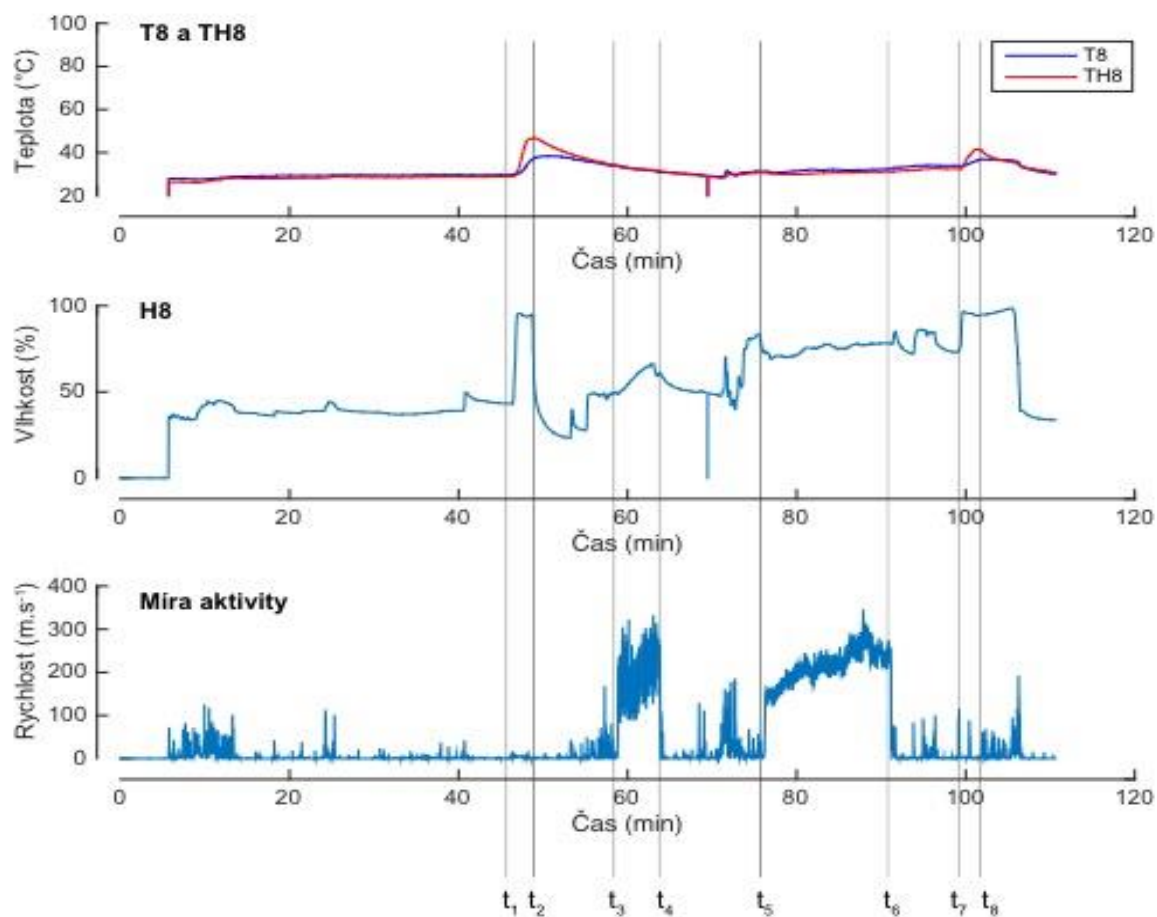 T8 a TH8
Teplota (°C)
100
80
60
40
20
T8
TH8
0 20 40 60 80 100 120
Čas (min)
H8
Vlhkost (%)
100
50
0
0 20 40 60 80 100 120
Čas (min)
Míra aktivity
Rychlost (m.s⁻¹)
400
300
200
100
0
0 20 40 60 80 100 120
Čas (min)
t₁ t₂ t₃ t₄ t₅ t₆ t₇ t₈